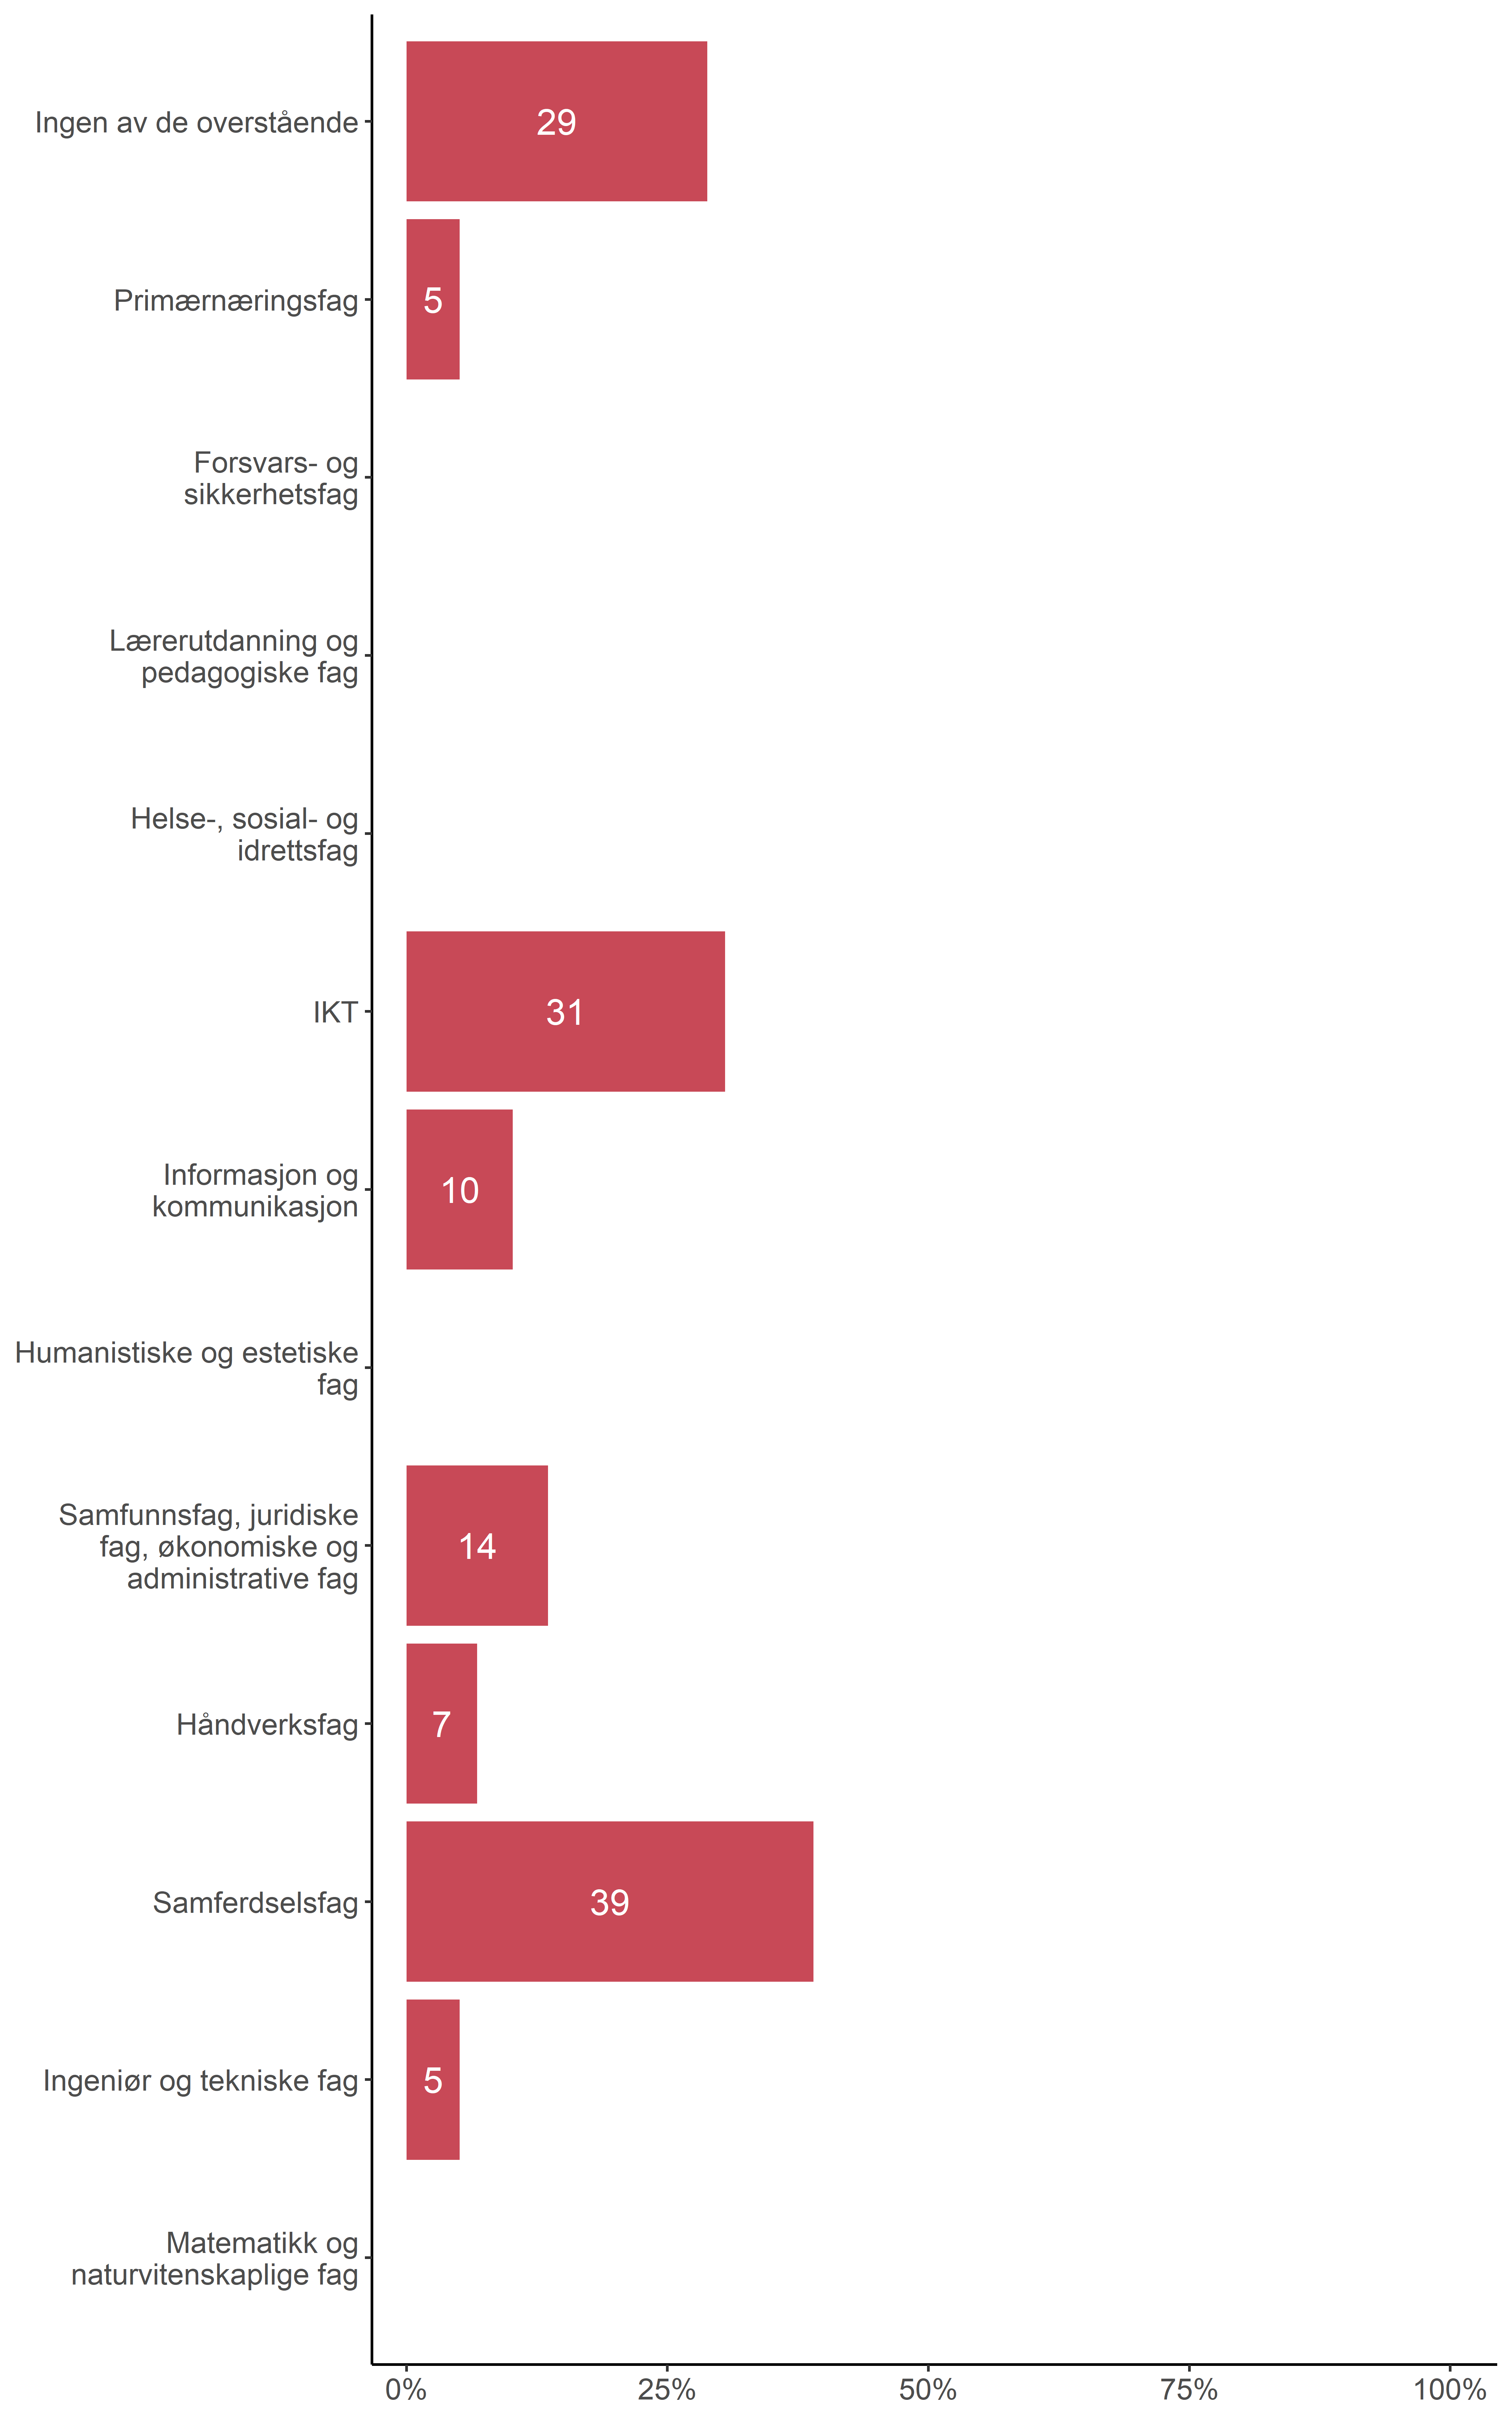 Ingen av de overstående
29
Primærnæringsfag
5
Forsvars- og
sikkerhetsfag
Lærerutdanning og
pedagogiske fag
Helse-, sosial- og
idrettsfag
IKT
31
Informasjon og
kommunikasjon
10
Humanistiske og estetiske
fag
Samfunnsfag, juridiske
fag, økonomiske og
administrative fag
14
Håndverksfag
7
Samferdselsfag
39
Ingeniør og tekniske fag
5
Matematikk og
naturvitenskaplige fag
0% 25% 50% 75% 100%